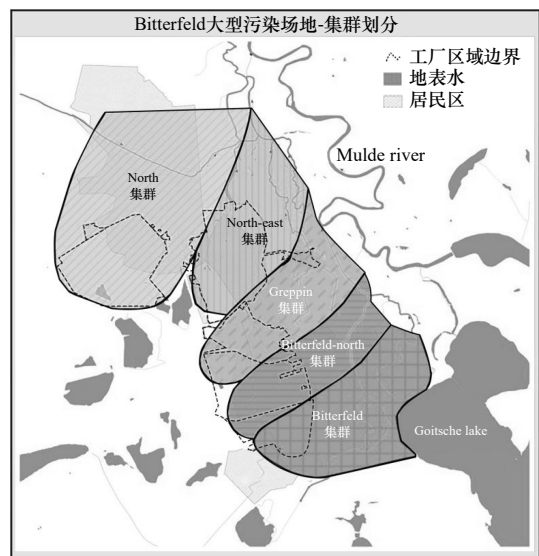 Bitterfeld大型污染场地-集群划分
工厂区域边界
地表水
居民区
Mulde river
North
集群
North-east
集群
Greppin
集群
Bitterfeld-north
集群
Bitterfeld
集群
Goitsche lake